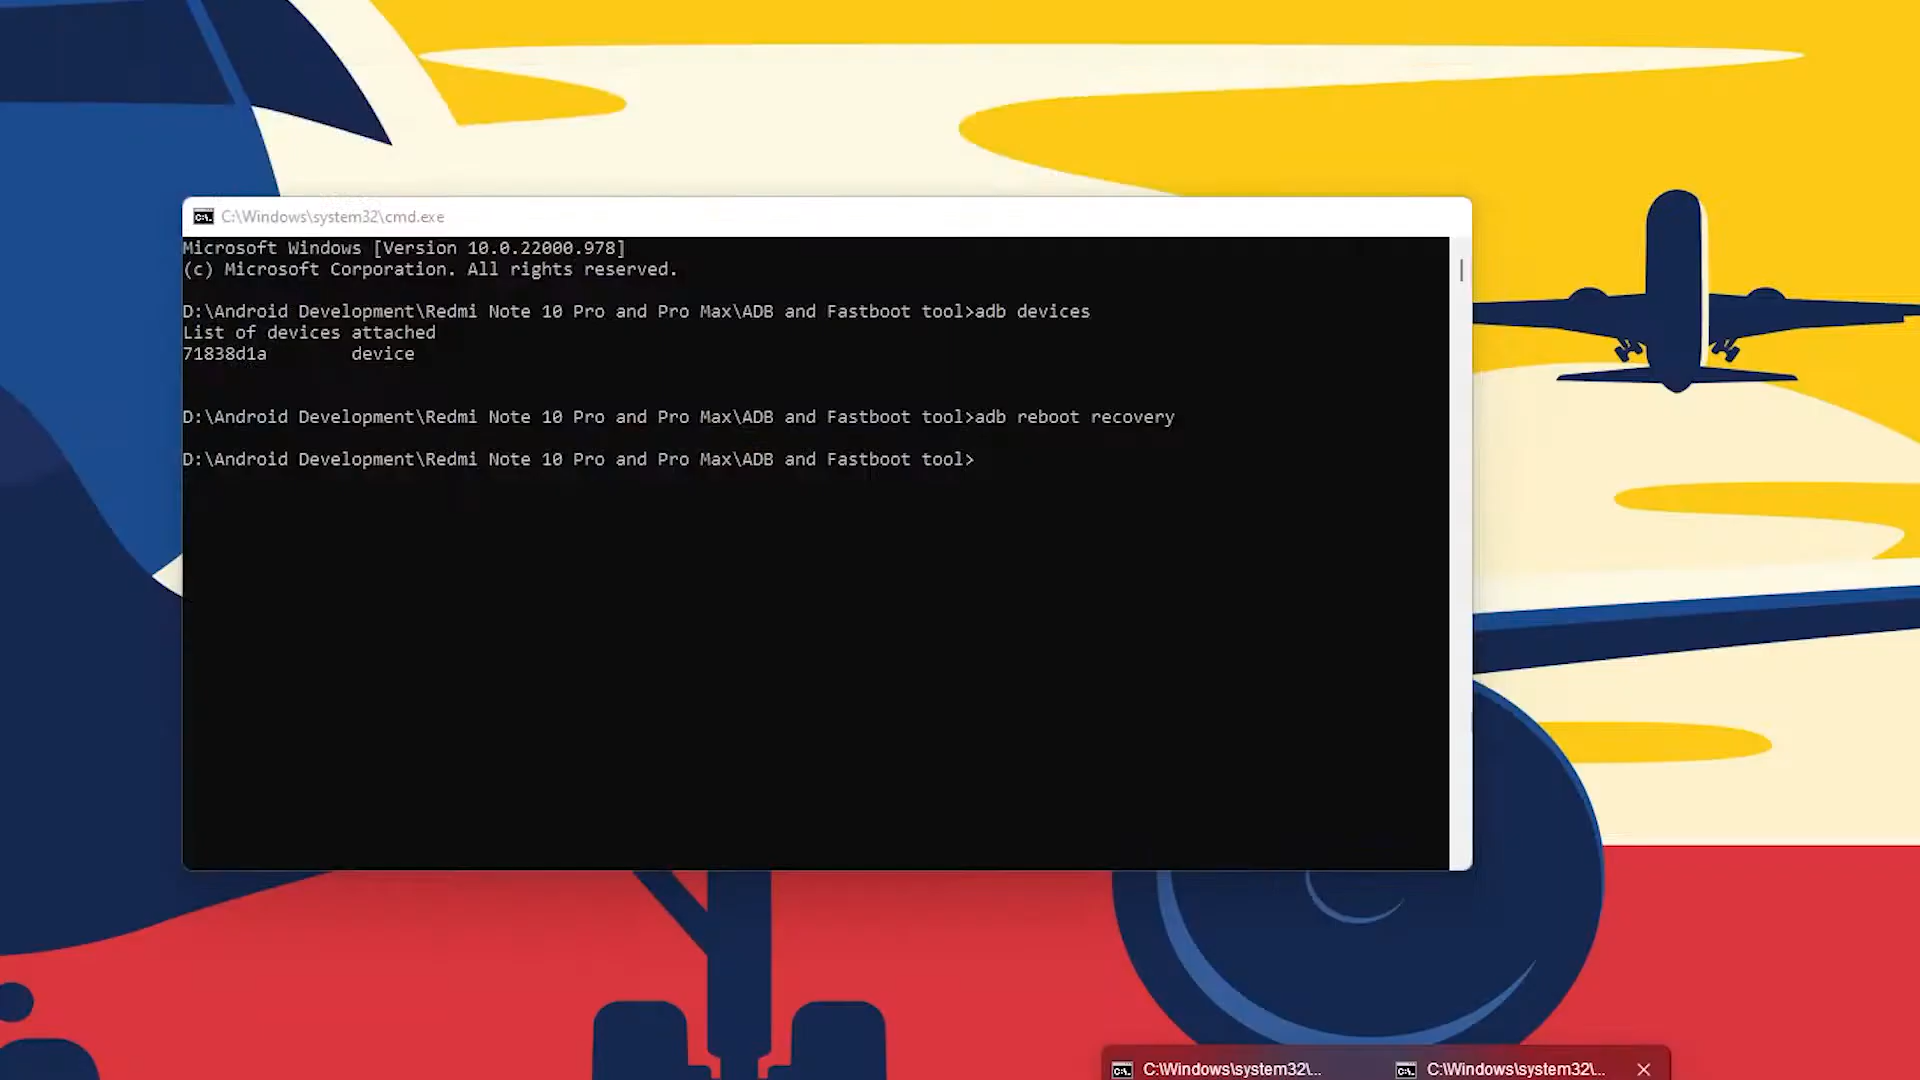 C:\Windows\system32\cmd.exe
Microsoft Windows [Version 10.0.22000.978]
(c) Microsoft Corporation. All rights reserved.
D:\Android Development\Redmi Note 10 Pro and Pro Max\ADB and Fastboot tool>adb devices
List of devices attached
71838d1a        device
D:\Android Development\Redmi Note 10 Pro and Pro Max\ADB and Fastboot tool>adb reboot recovery
D:\Android Development\Redmi Note 10 Pro and Pro Max\ADB and Fastboot tool>
C:\Windows\system32\... C:\Windows\system32\...